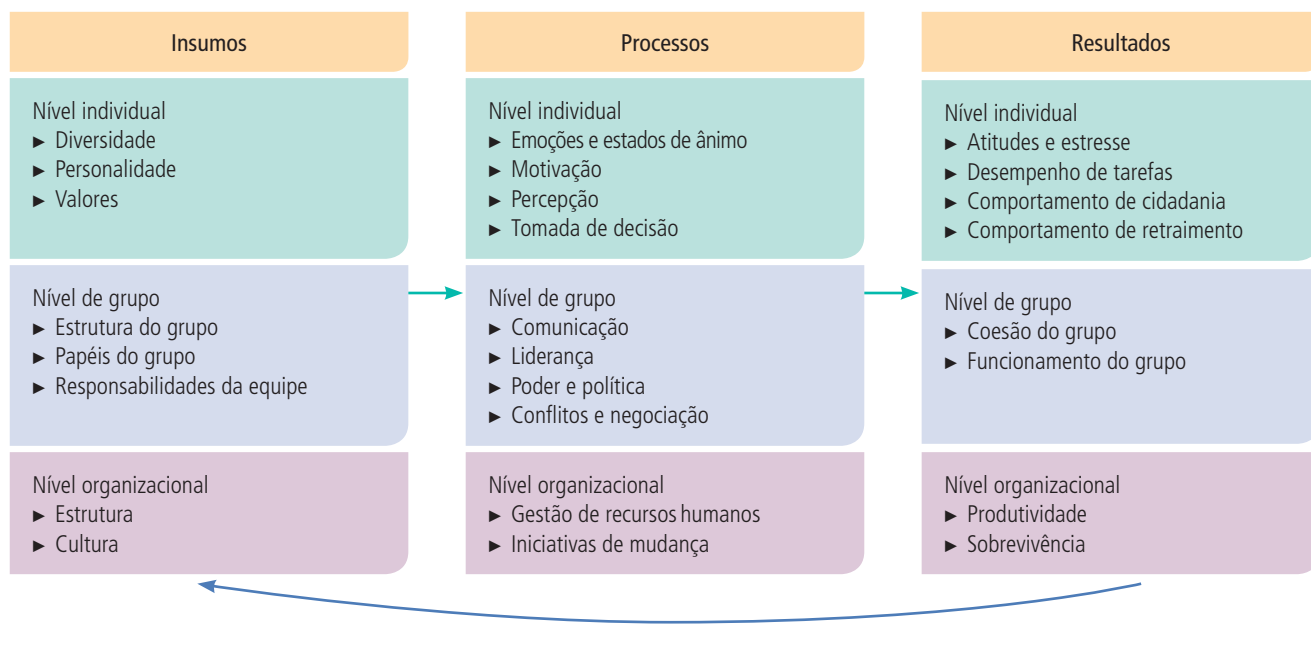 Insumos
Nível individual
► Diversidade
► Personalidade
► Valores
Nível de grupo
► Estrutura do grupo
► Papéis do grupo
► Responsabilidades da equipe
Nível organizacional
► Estrutura
► Cultura
Processos
Nível individual
► Emoções e estados de ânimo
► Motivação
► Percepção
► Tomada de decisão
Nível de grupo
► Comunicação
► Liderança
► Poder e política
► Conflitos e negociação
Nível organizacional
► Gestão de recursos humanos
► Iniciativas de mudança
Resultados
Nível individual
► Atitudes e estresse
► Desempenho de tarefas
► Comportamento de cidadania
► Comportamento de retraimento
Nível de grupo
► Coesão do grupo
► Funcionamento do grupo
Nível organizacional
► Produtividade
► Sobrevivência